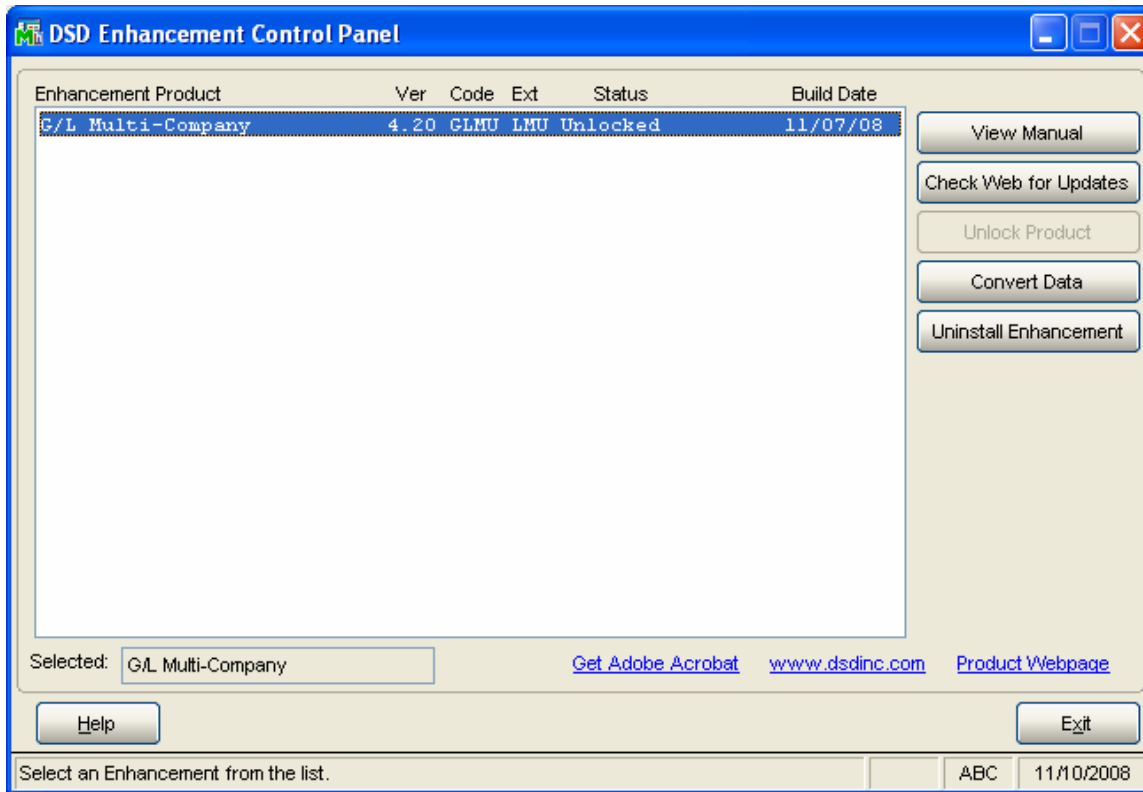 DSD Enhancement Control Panel
Enhancement Product Ver Code Ext Status Build Date
G/L Multi-Company 4.20 GLMU LMU Unlocked 11/07/08
View Manual
Check Web for Updates
Unlock Product
Convert Data
Uninstall Enhancement
Selected: G/L Multi-Company Get Adobe Acrobat www.dsdinc.com Product Webpage
Help Exit
Select an Enhancement from the list. ABC 11/10/2008